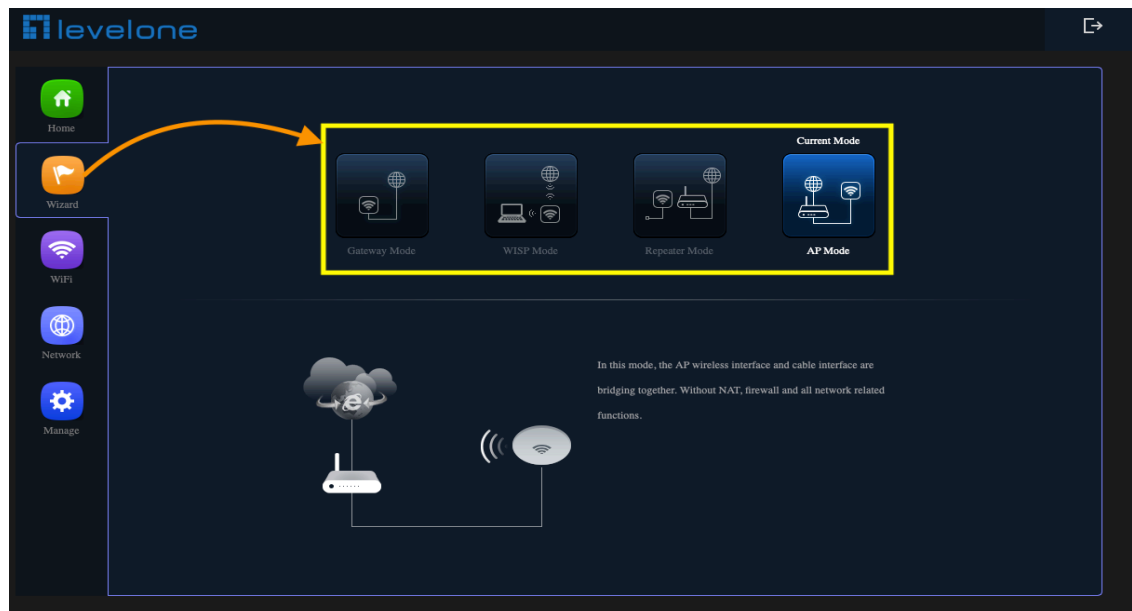 levelone
Home
Wizard
WiFi
Network
Manage
Current Mode
Gateway Mode
WISP Mode
Repeater Mode
AP Mode
In this mode, the AP wireless interface and cable interface are
bridging together. Without NAT, firewall and all network related
functions.